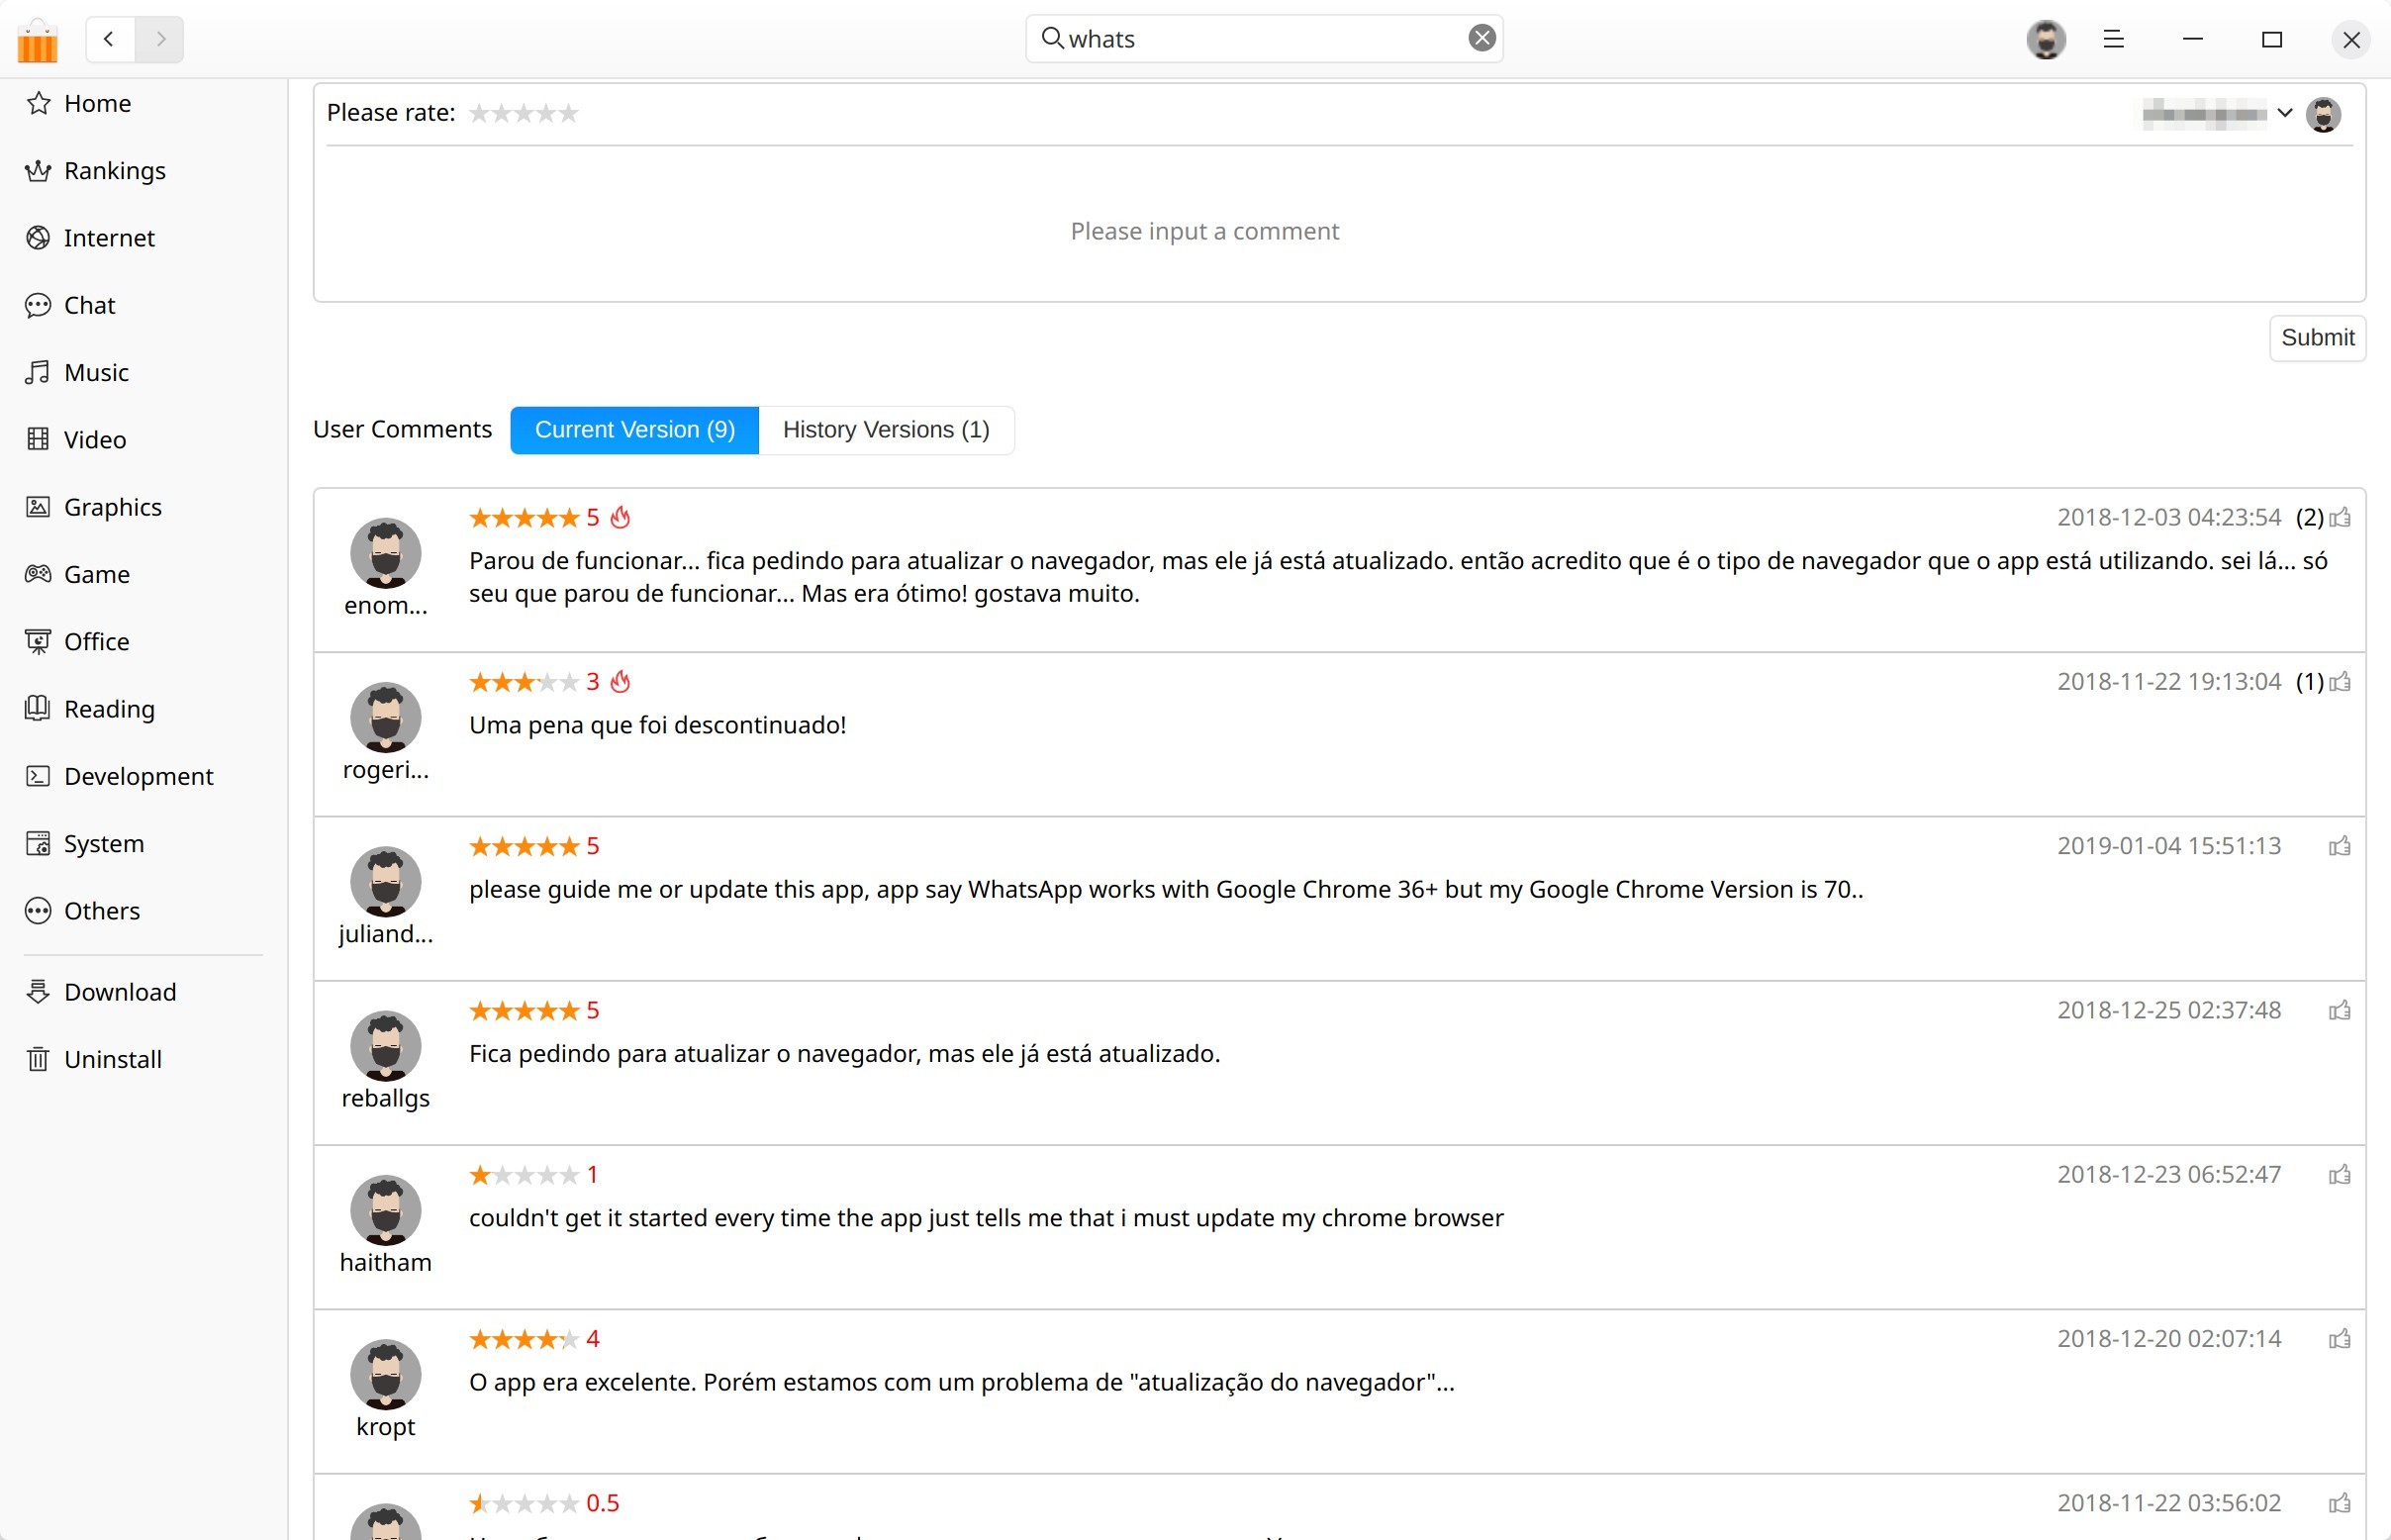 whats
Home
Rankings
Internet
Chat
Music
Video
Graphics
Game
Office
Reading
Development
System
Others
Download
Uninstall
Please rate:
Please input a comment
Submit
User Comments Current Version (9) History Versions (1)
5 2018-12-03 04:23:54 (2)
Parou de funcionar... fica pedindo para atualizar o navegador, mas ele já está atualizado. então acredito que é o tipo de navegador que o app está utilizando. sei lá... só
seu que parou de funcionar... Mas era ótimo! gostava muito.
enom...
3 2018-11-22 19:13:04 (1)
Uma pena que foi descontinuado!
rogeri...
5 2019-01-04 15:51:13
please guide me or update this app, app say WhatsApp works with Google Chrome 36+ but my Google Chrome Version is 70..
juliand...
5 2018-12-25 02:37:48
Fica pedindo para atualizar o navegador, mas ele já está atualizado.
reballgs
1 2018-12-23 06:52:47
couldn't get it started every time the app just tells me that i must update my chrome browser
haitham
4 2018-12-20 02:07:14
O app era excelente. Porém estamos com um problema de "atualização do navegador"...
kropt
0.5 2018-11-22 03:56:02